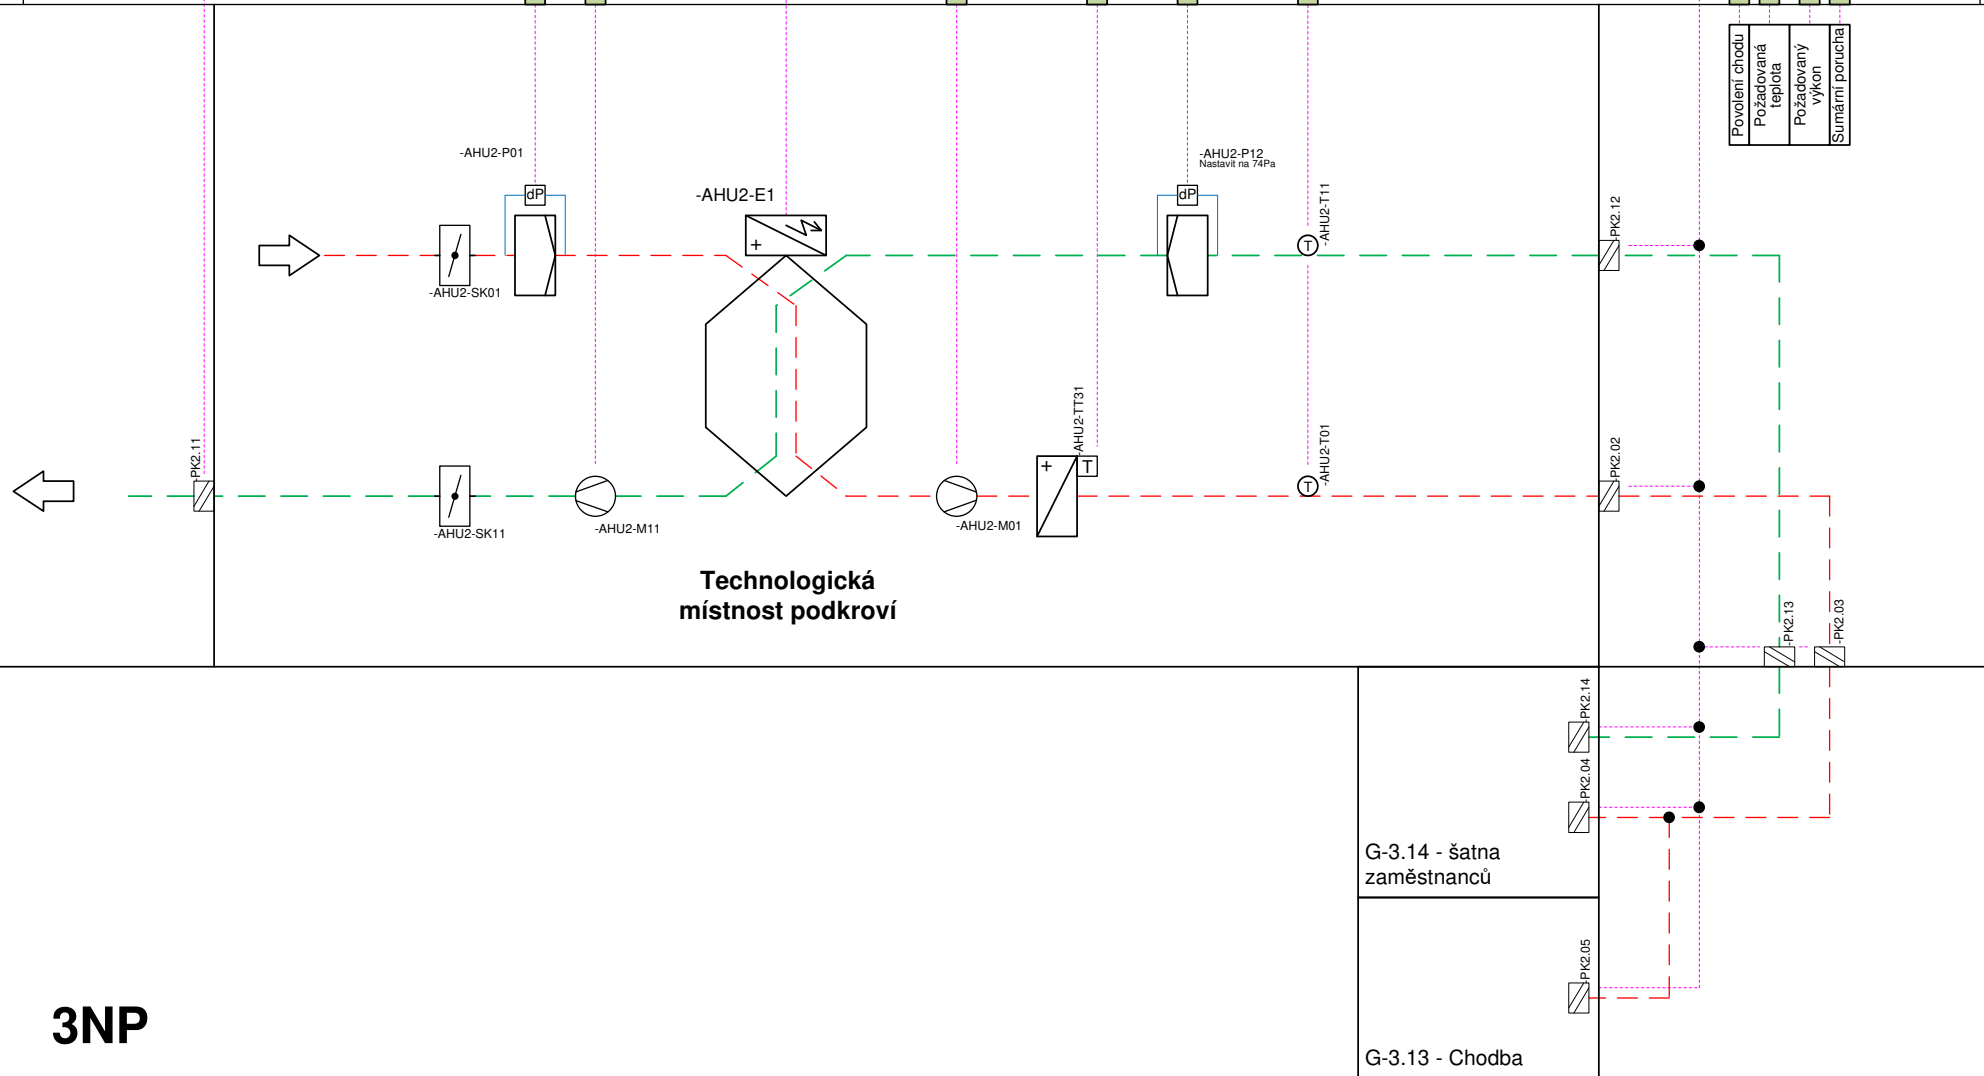 Povolení chodu
Požadovaná
teplota
Požadovaný
výkon
Sumární porucha
-AHU2-P01
dP
-AHU2-E1
+
-AHU2-P12
Nastavit na 74Pa
dP
-AHU2-T11
T
-PK2.12
-AHU2-SK01
-PK2.11
-AHU2-SK11
-AHU2-M11
-AHU2-M01
+
T
-AHU2-TT31
-AHU2-T01
T
-PK2.02
Technologická
místnost podkroví
-PK2.13
-PK2.03
-PK2.14
-PK2.04
G-3.14 - šatna
zaměstnanců
-PK2.05
3NP
G-3.13 - Chodba